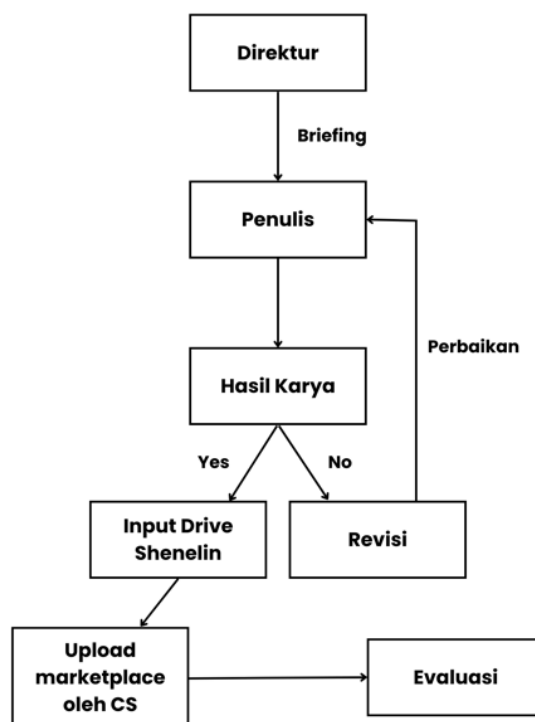 Direktur
Briefing
Penulis
Perbaikan
Hasil Karya
Yes
No
Input Drive
Shenelin
Revisi
Upload
marketplace
oleh CS
Evaluasi